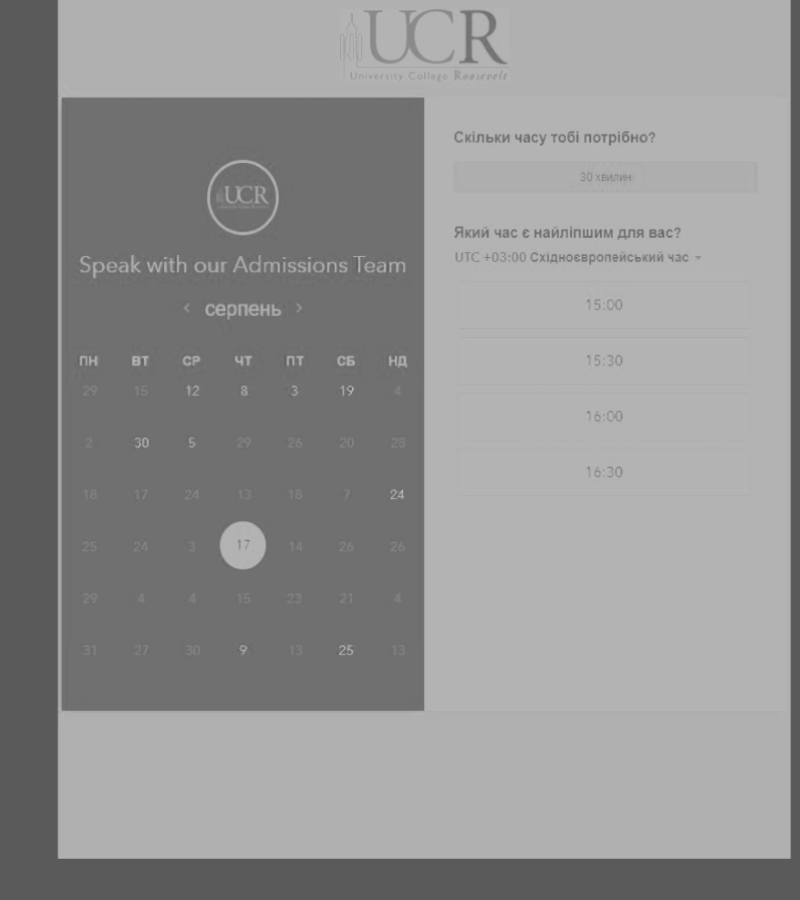 UCR
University College Roosevelt
UCR
Speak with our Admissions Team
‹ серпень ›
ПН ВТ СР ЧТ ПТ СБ НД
29 15 12 8 3 19 4
2 30 5 29 26 20 28
18 17 24 13 18 7 24
25 24 3 17 14 26 26
29 4 4 15 23 21 4
31 27 30 9 13 25 13
Скільки часу тобі потрібно?
30 хвилин
Який час є найліпшим для вас?
UTC +03:00 Східноєвропейський час
15:00
15:30
16:00
16:30